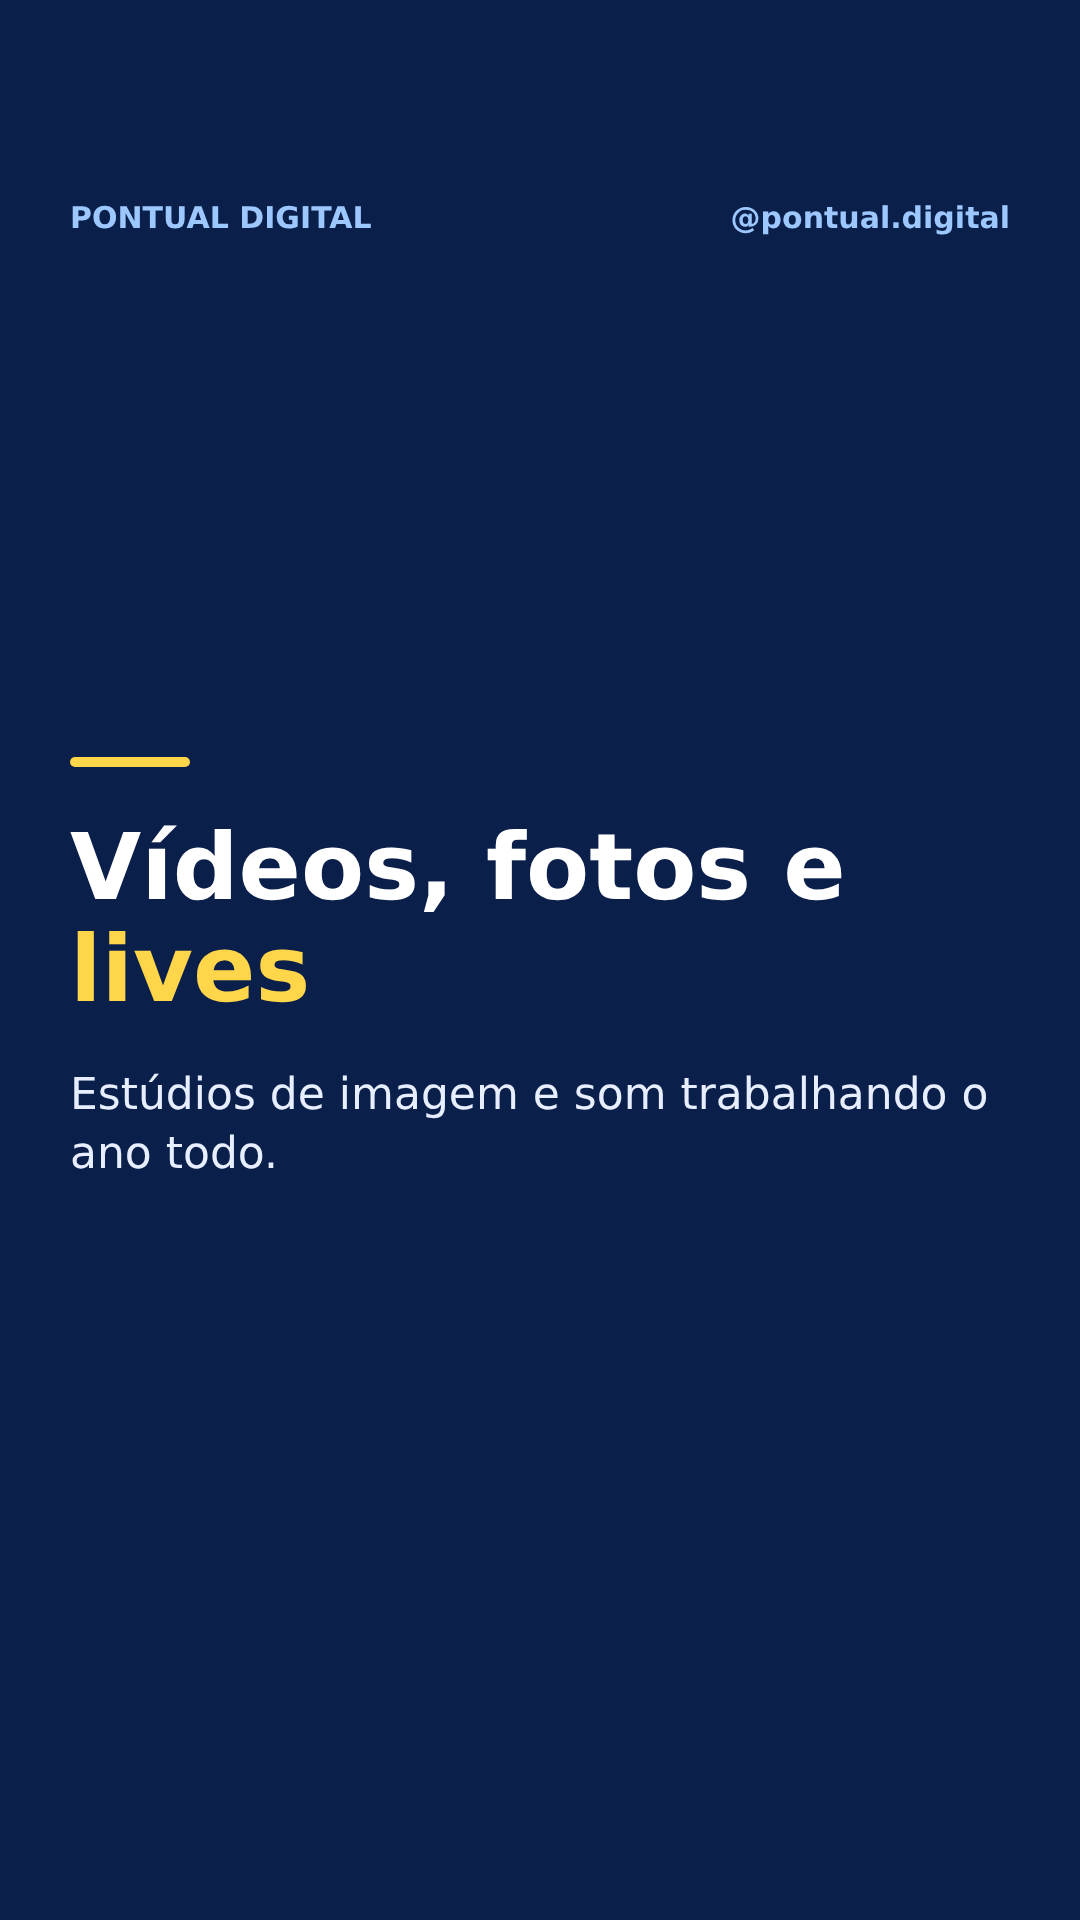 PONTUAL DIGITAL
@pontual.digital
Vídeos, fotos e
lives
Estúdios de imagem e som trabalhando o
ano todo.